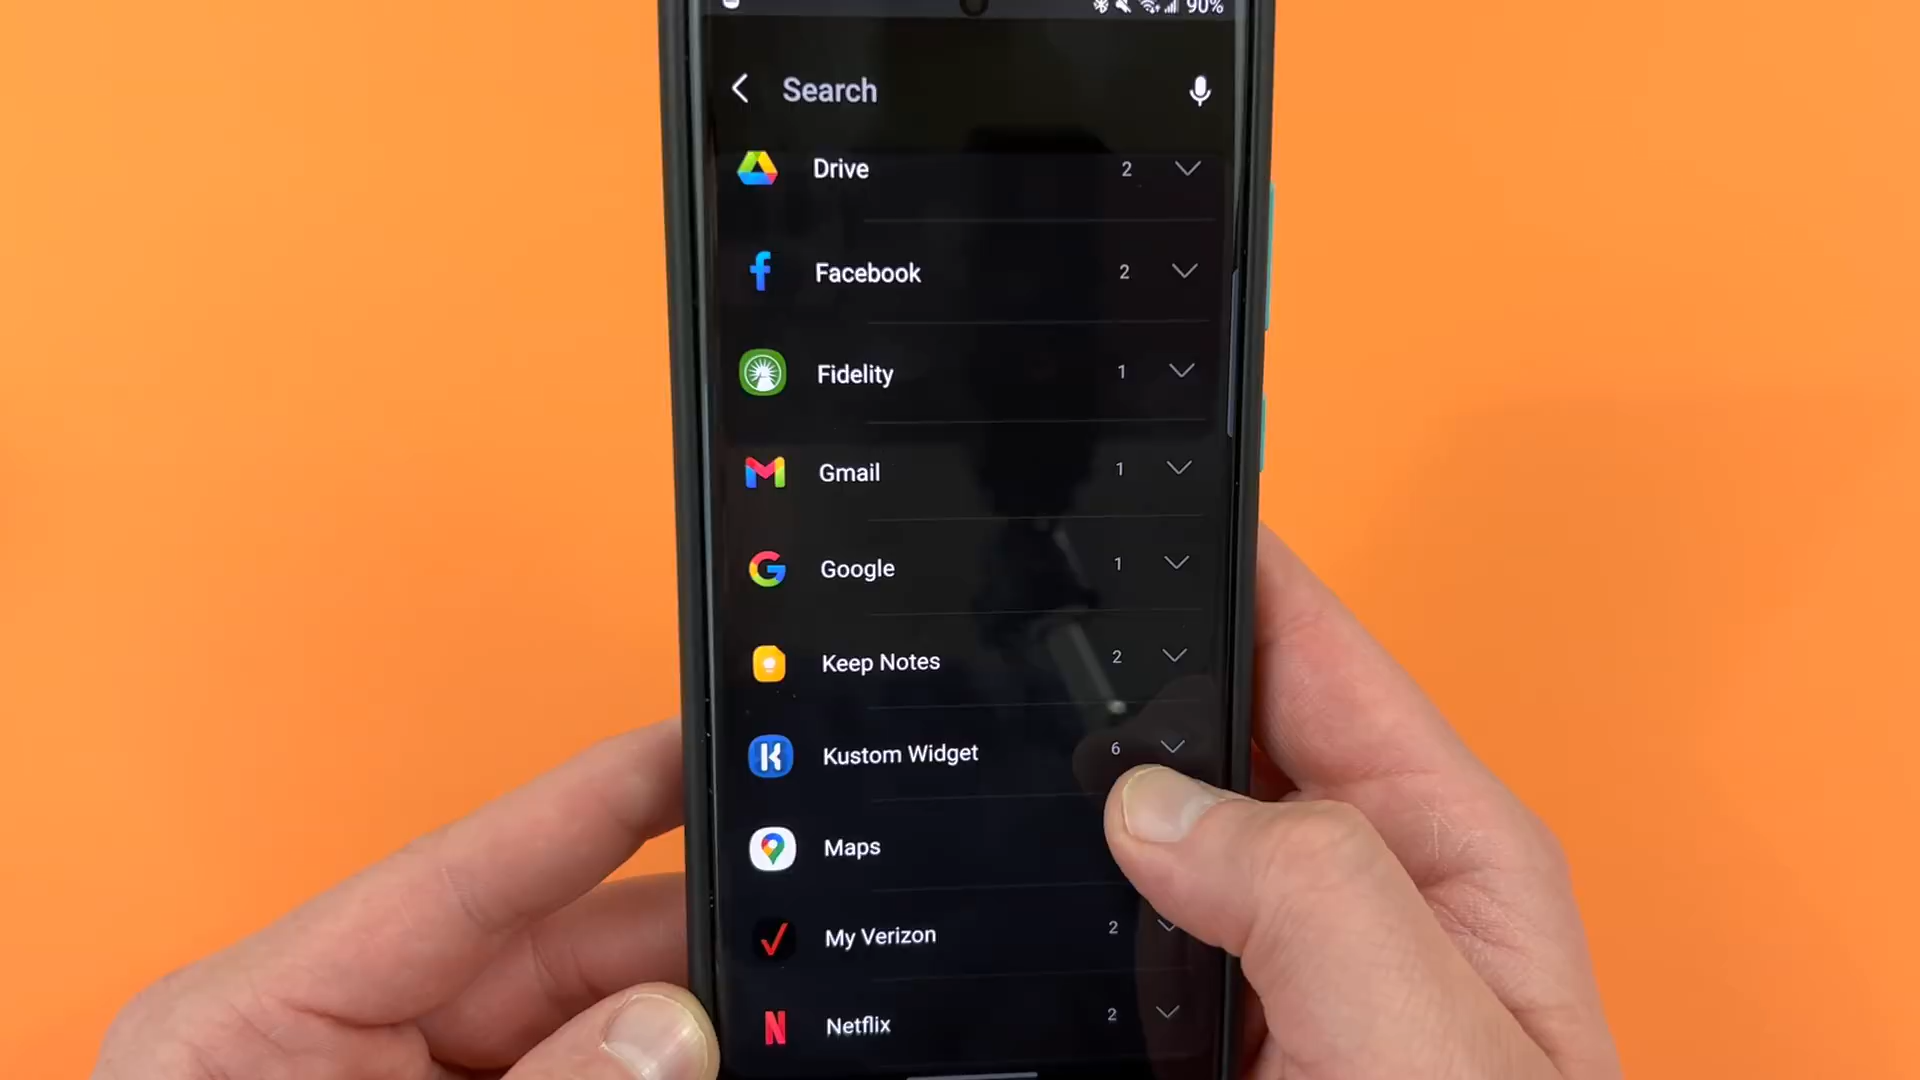 90%
Search
Drive 2
Facebook 2
Fidelity 1
Gmail 1
Google 1
Keep Notes 2
Kustom Widget 6
Maps
My Verizon 2
Netflix 2